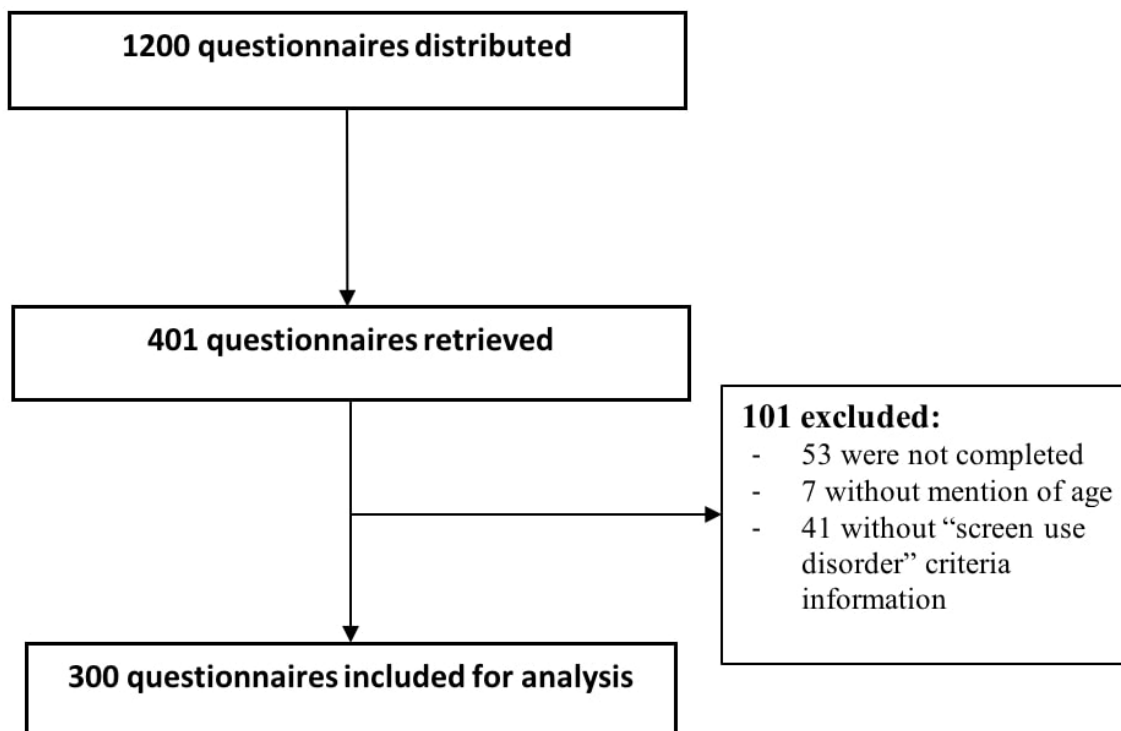 1200 questionnaires distributed
401 questionnaires retrieved
101 excluded:
- 53 were not completed
- 7 without mention of age
- 41 without “screen use
disorder” criteria
information
300 questionnaires included for analysis